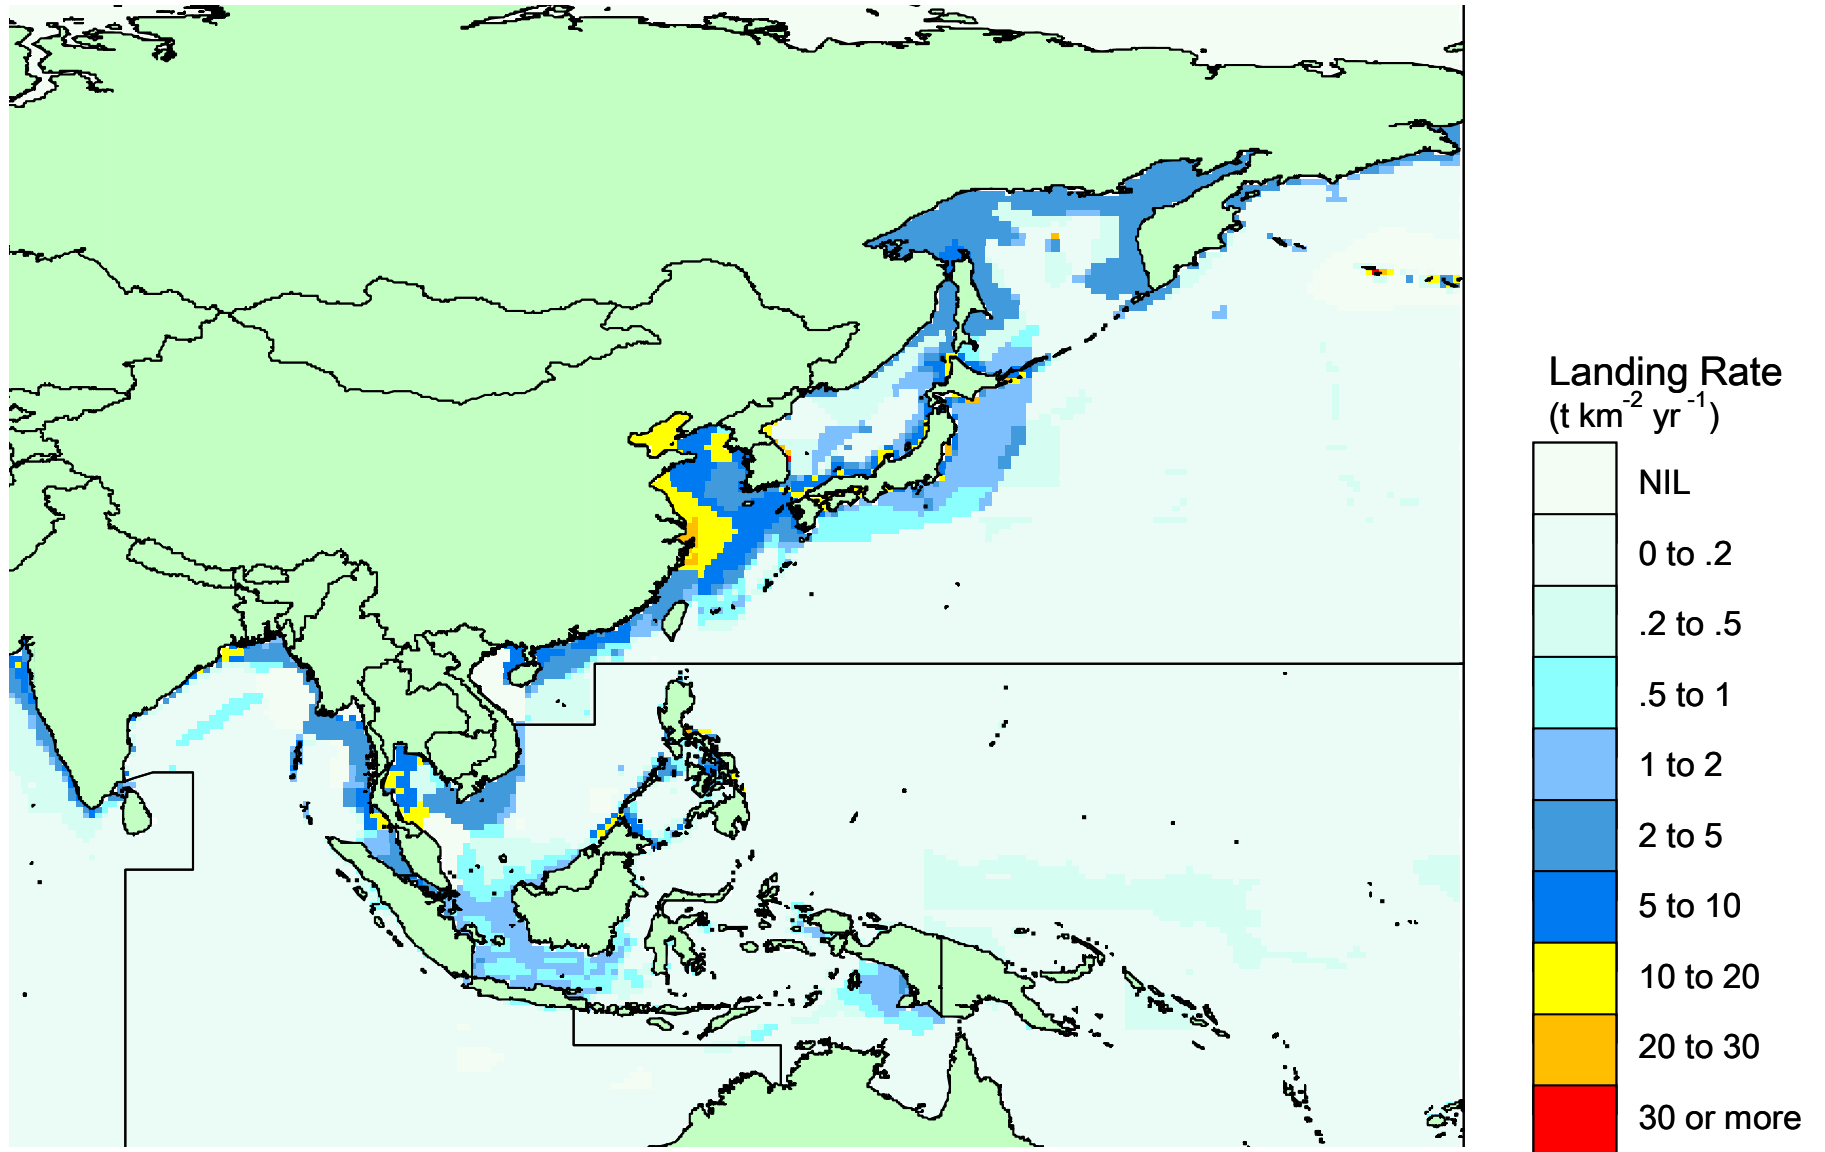 Landing Rate
(t km-2 yr -1)
NIL
0 to .2
.2 to .5
.5 to 1
1 to 2
2 to 5
5 to 10
10 to 20
20 to 30
30 or more